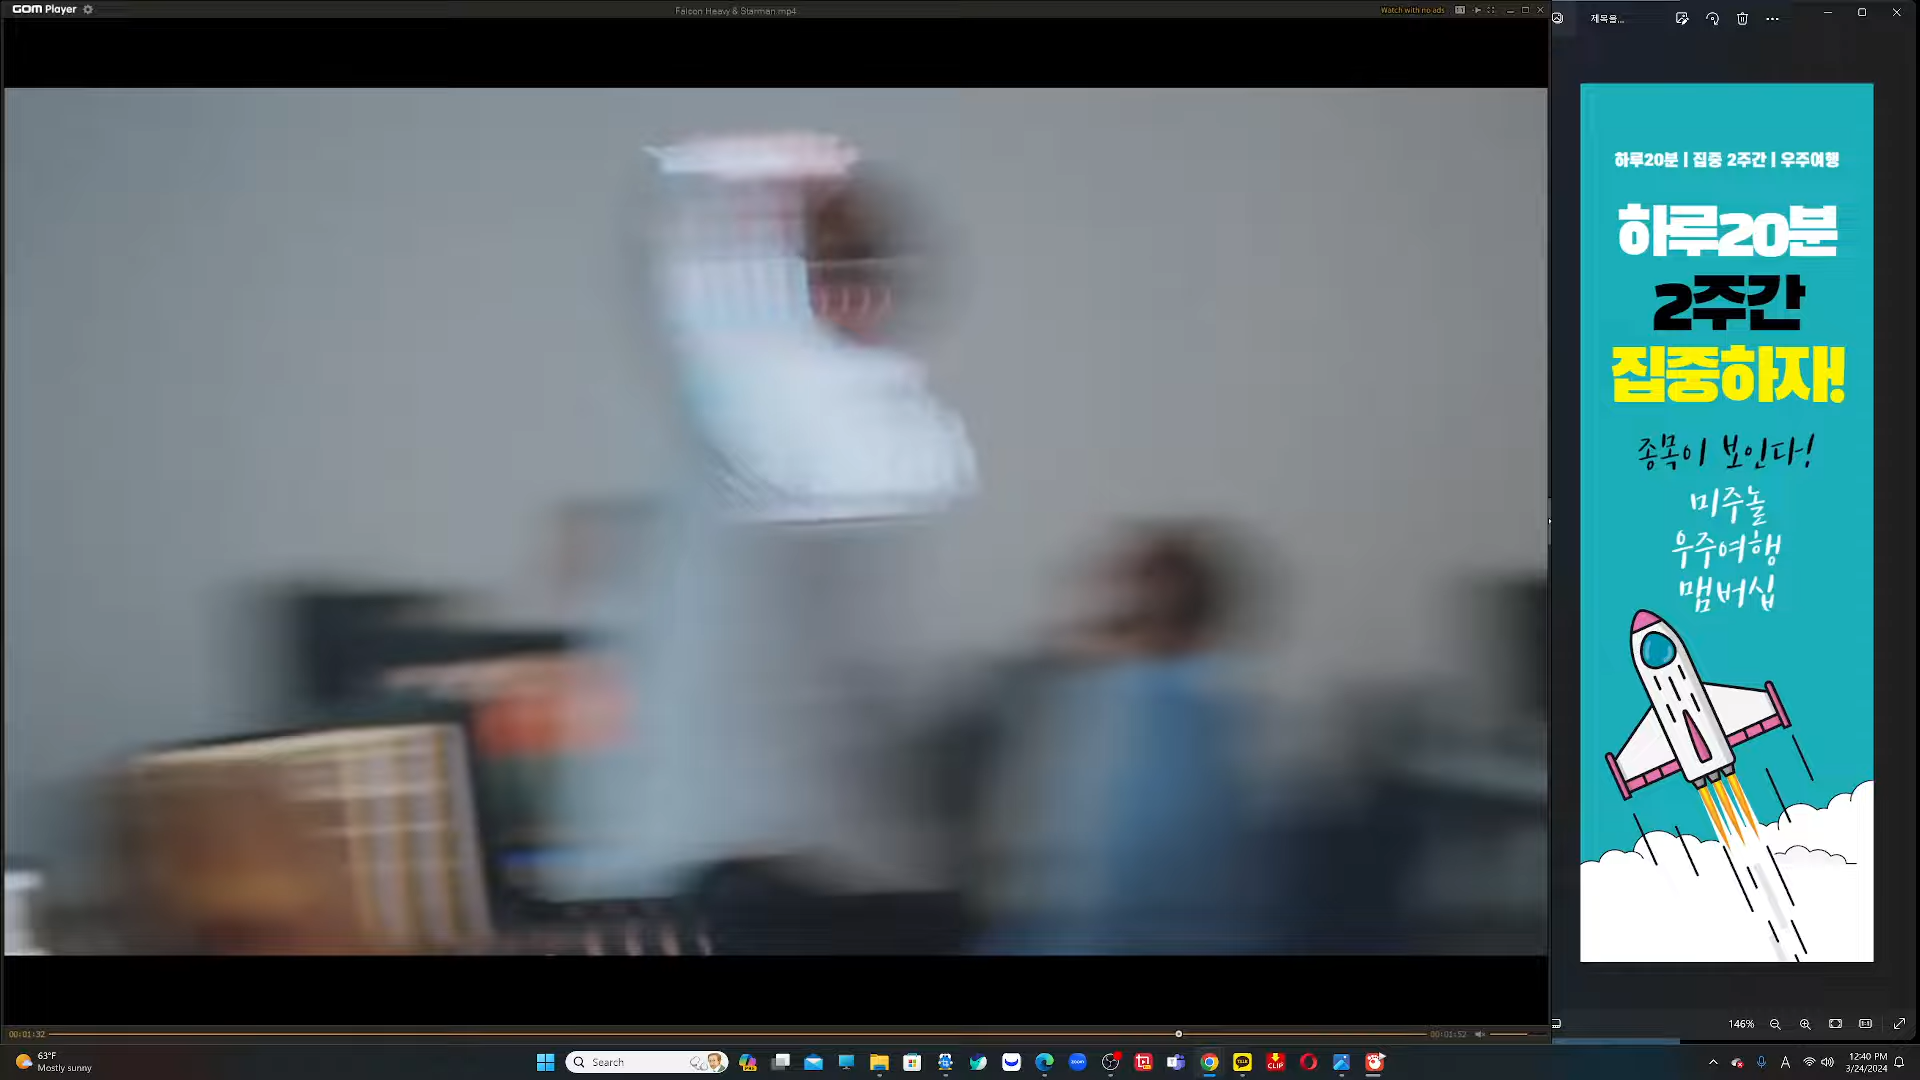 GOM Player
Falcon Heavy & Starman.mp4
Watch with no ads
제목을...
하루20분 | 집중 2주간 | 우주여행
하루20분
2주간
집중하자!
종목이 보인다!
미주놀
우주여행
맴버십
00:01:32
00:01:52
146%
63°F
Mostly sunny
Search
zoom
CLIP
A
12:40 PM
3/24/2024